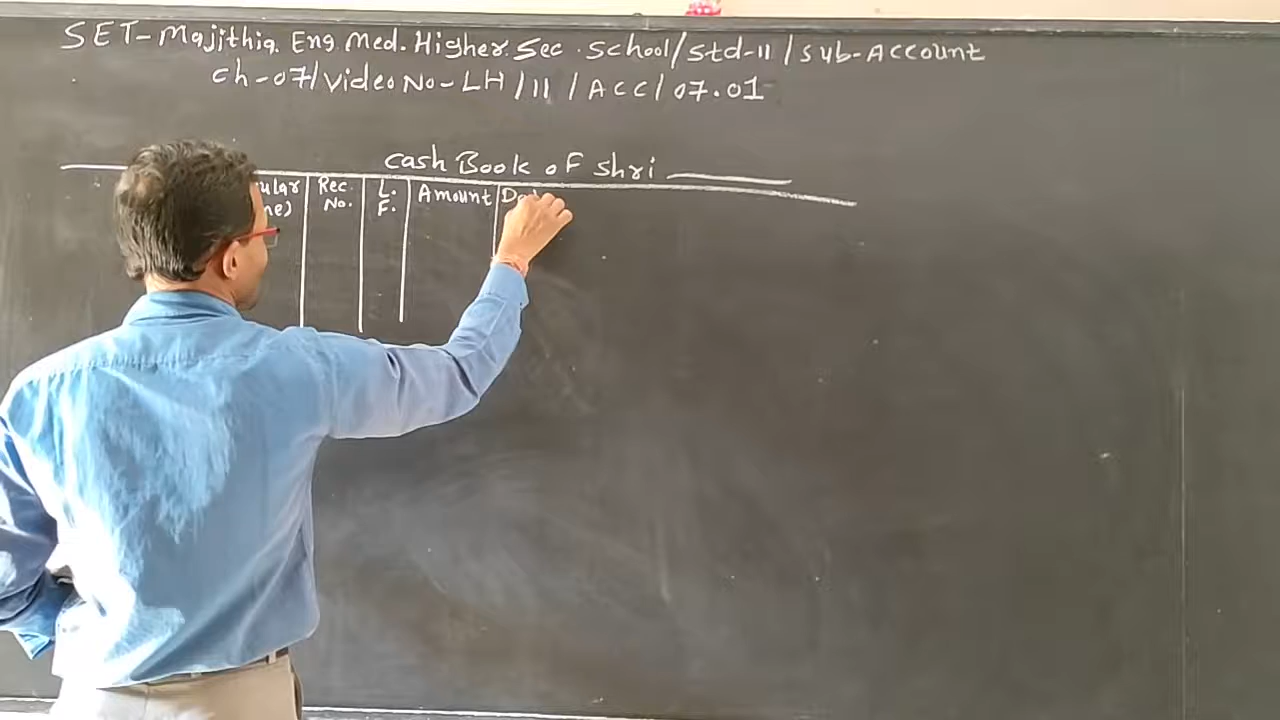 SET-Majithia Eng Med. Higher. Sec. School/Std-11/Sub-Account
Ch-07/Video No-LH/11/ACC/07.01
Cash Book of Shri
Rec. L. Amount
No. F.